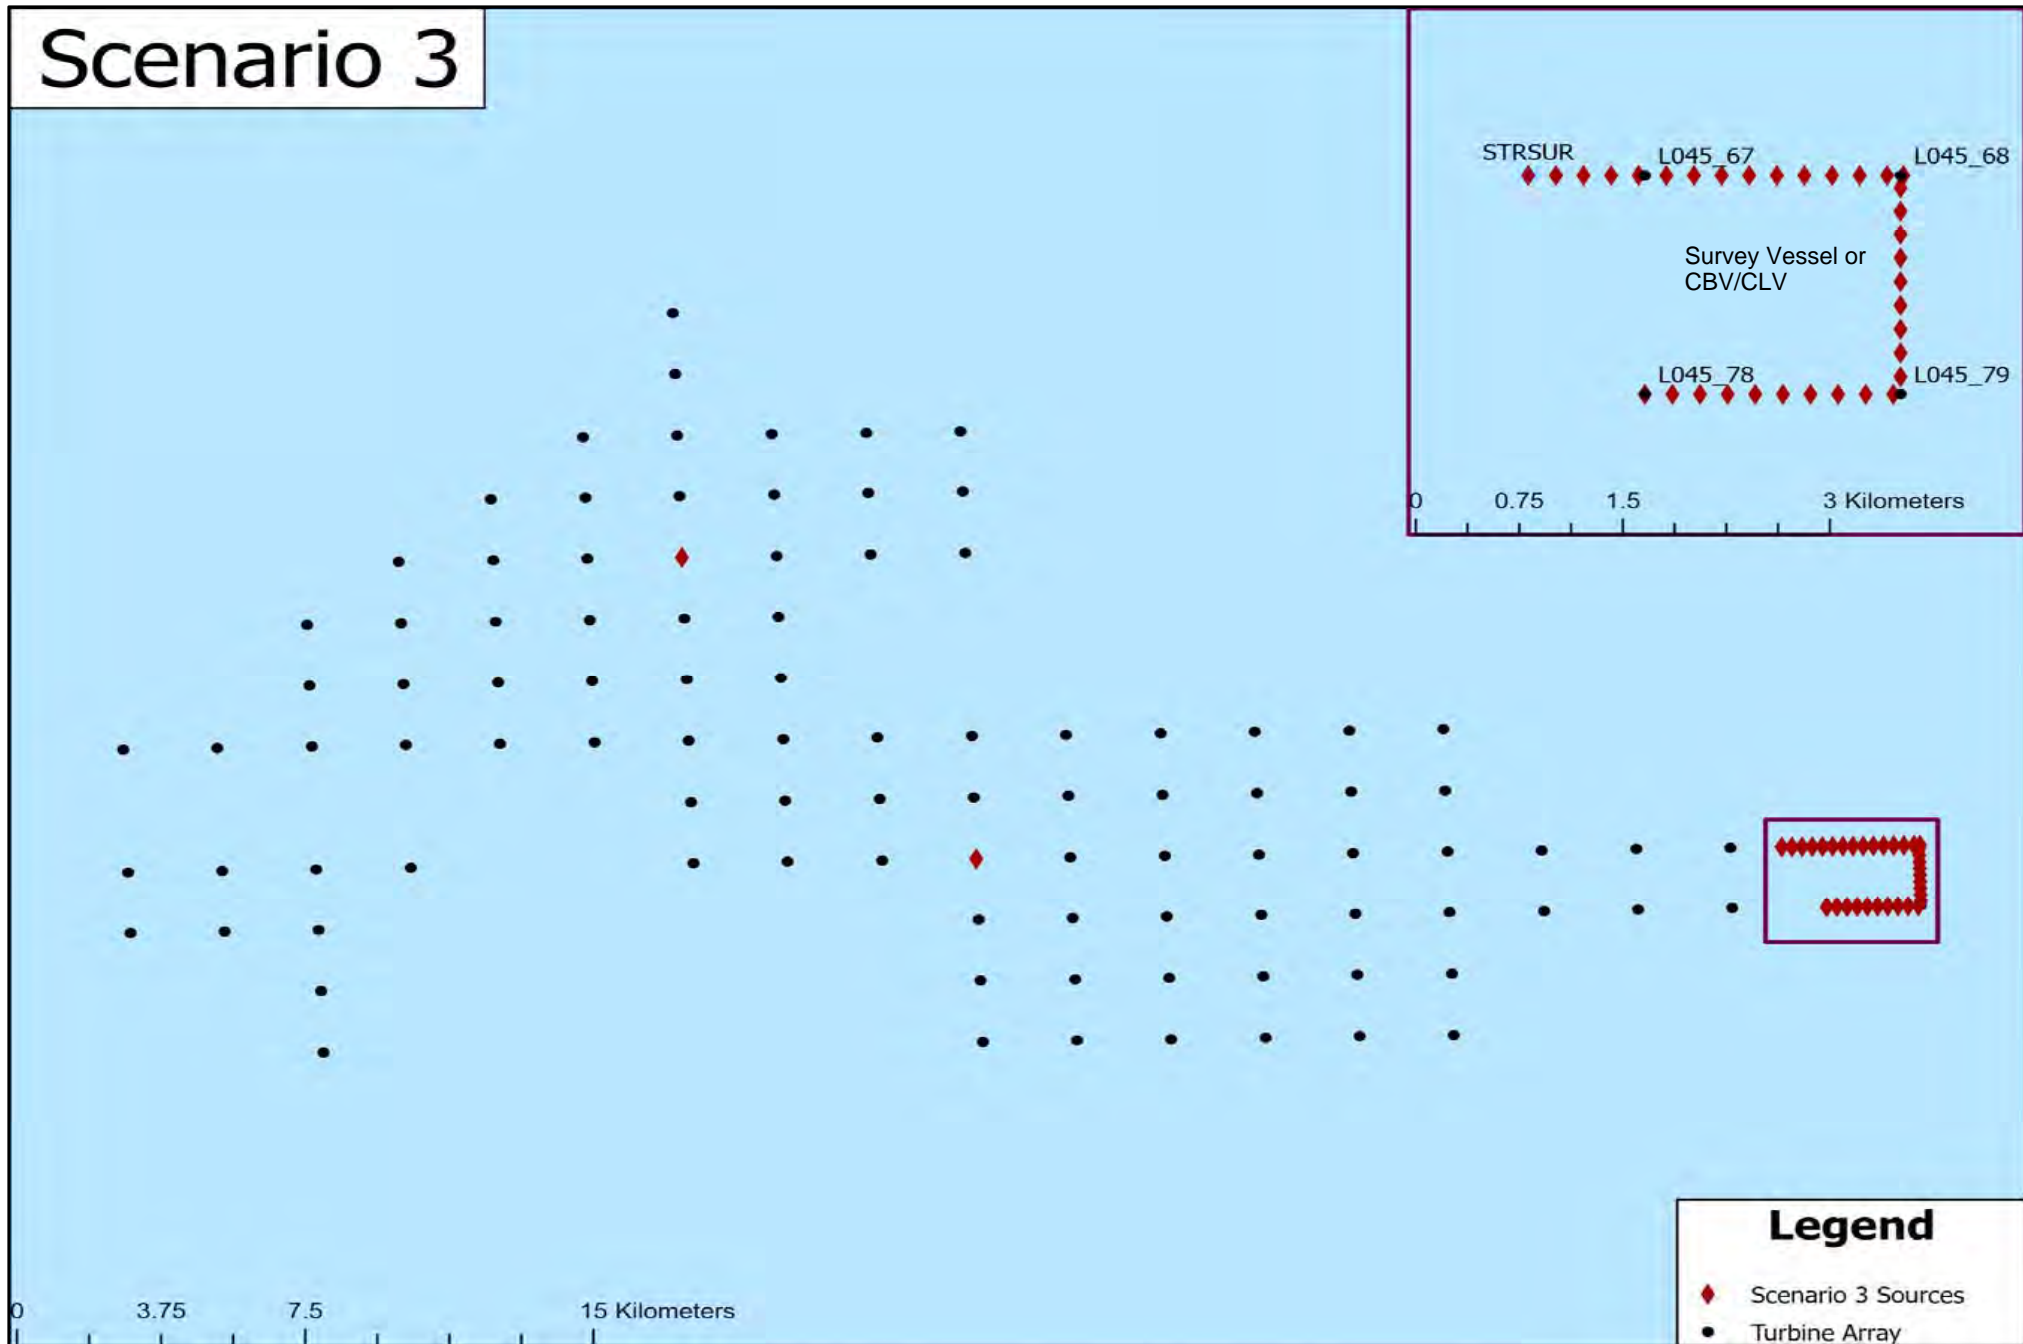 Scenario 3
STRSUR
L045_67
L045_68
Survey Vessel or
CBV/CLV
L045_78
L045_79
0 0.75 1.5 3 Kilometers
0 3.75 7.5 15 Kilometers
Legend
Scenario 3 Sources
Turbine Array